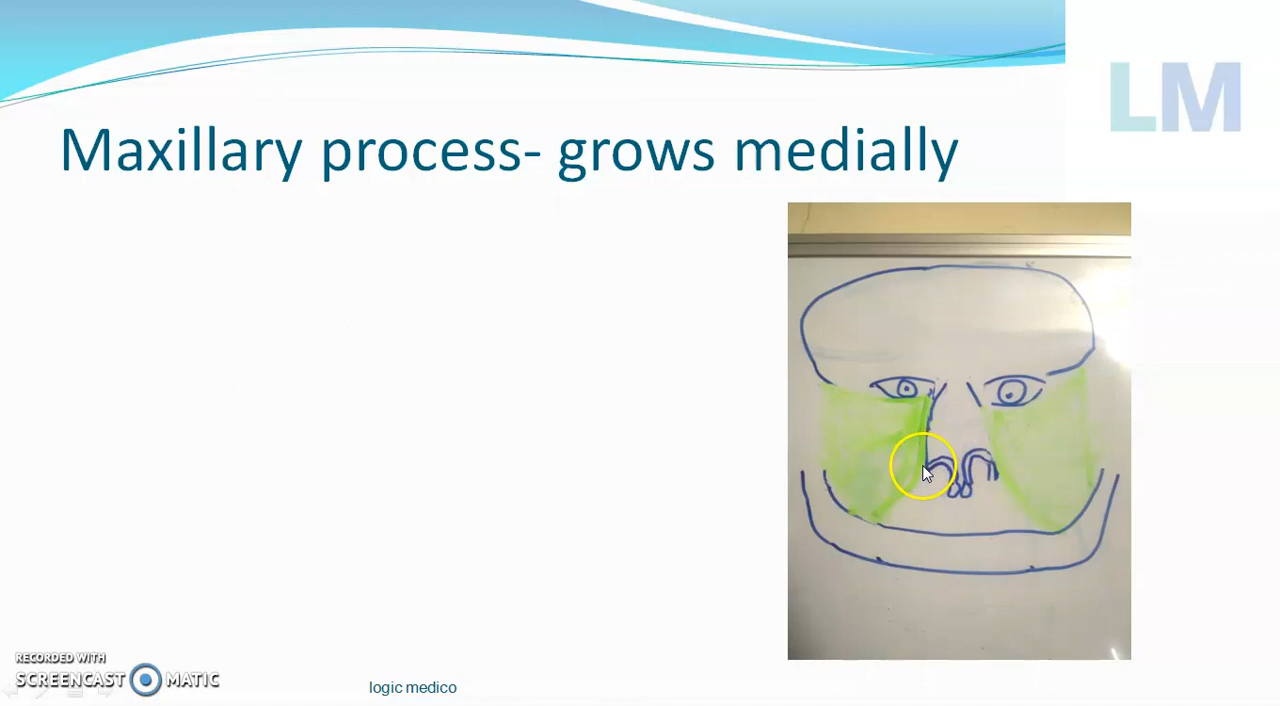 LM
Maxillary process- grows medially
RECORDED WITH
SCREENCAST MATIC
logic medico